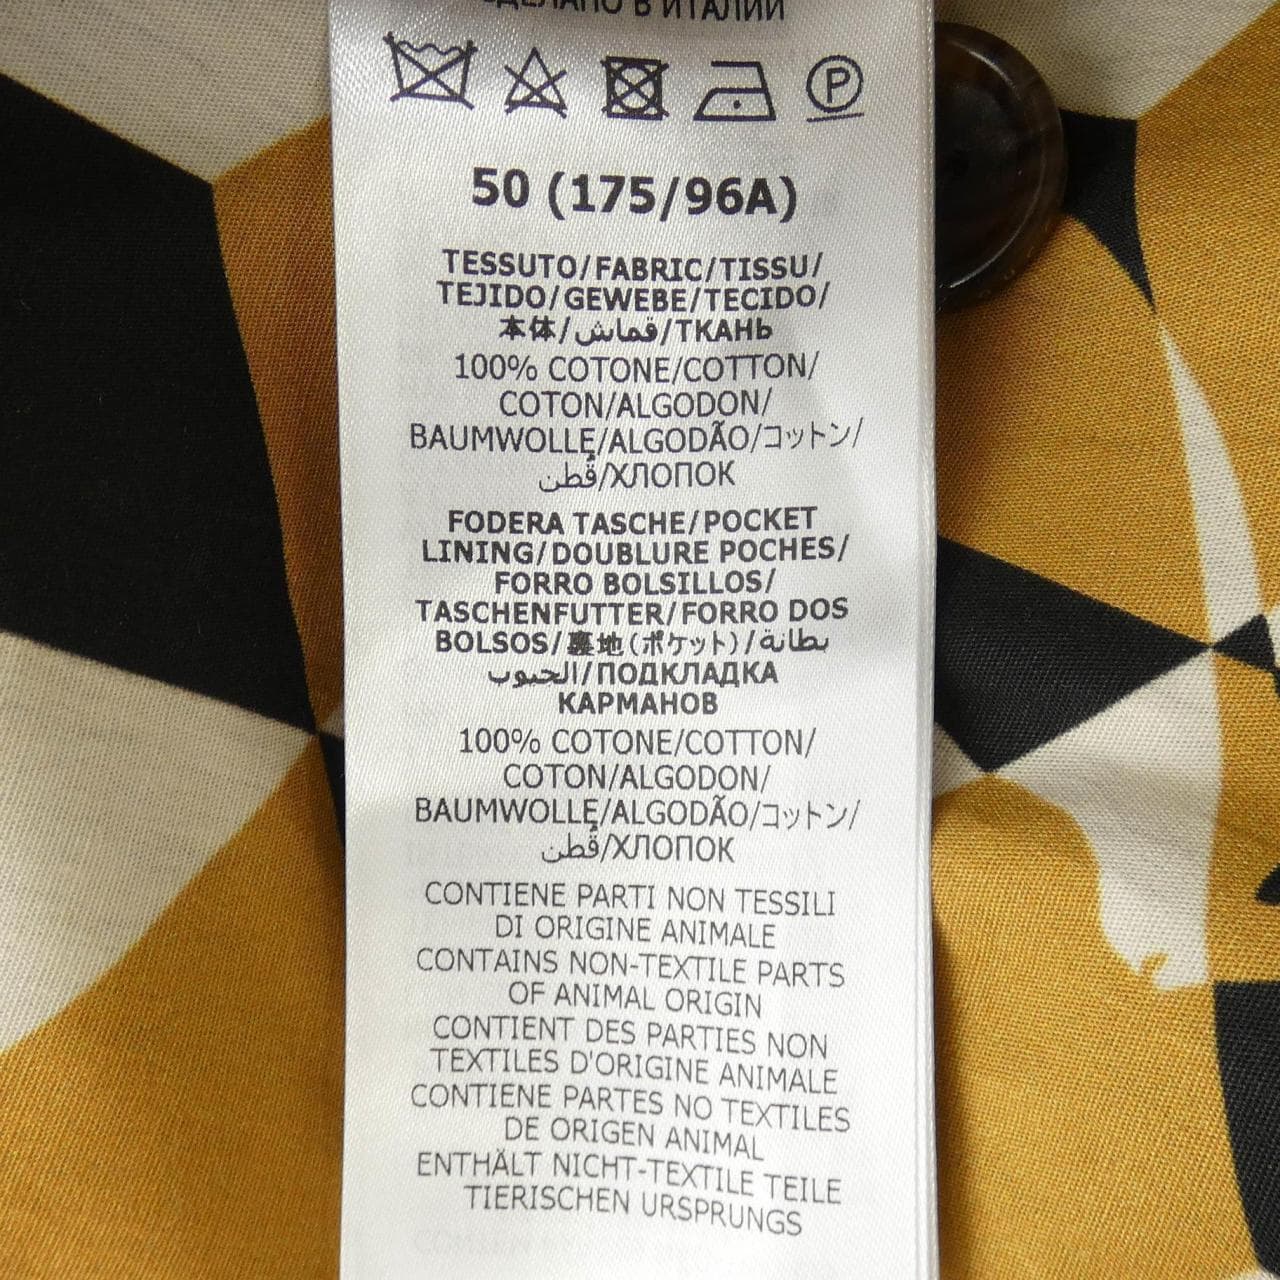 СДЕЛАНО В ИТАЛИИ
P
50 (175/96A)
TESSUTO/FABRIC/TISSU/
TEJIDO/GEWEBE/TECIDO/
本体/قماش/ТКАНЬ
100% COTONE/COTTON/
COTON/ALGODON/
BAUMWOLLE/ALGODÃO/コットン/
قطن/ХЛОПОК
FODERA TASCHE/POCKET
LINING/DOUBLURE POCHES/
FORRO BOLSILLOS/
TASCHENFUTTER/FORRO DOS
BOLSOS/裏地(ポケット)/بطانة
الجيوب/ПОДКЛАДКА
КАРМАНОВ
100% COTONE/COTTON/
COTON/ALGODON/
BAUMWOLLE/ALGODÃO/コットン/
قطن/ХЛОПОК
CONTIENE PARTI NON TESSILI
DI ORIGINE ANIMALE
CONTAINS NON-TEXTILE PARTS
OF ANIMAL ORIGIN
CONTIENT DES PARTIES NON
TEXTILES D'ORIGINE ANIMALE
CONTIENE PARTES NO TEXTILES
DE ORIGEN ANIMAL
ENTHÄLT NICHT-TEXTILE TEILE
TIERISCHEN URSPRUNGS